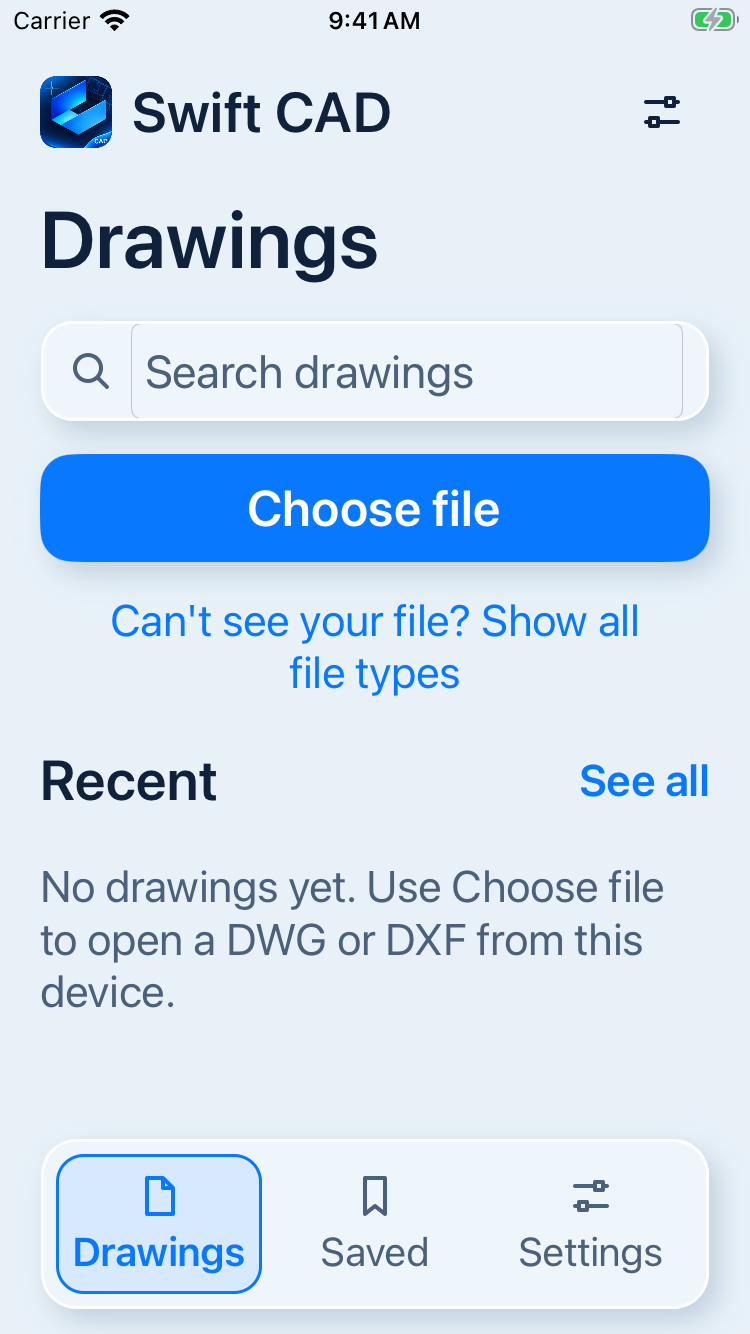 Carrier 9:41 AM
Swift CAD
CAD
Drawings
Search drawings
Choose file
Can't see your file? Show all
file types
Recent See all
No drawings yet. Use Choose file
to open a DWG or DXF from this
device.
Drawings Saved Settings